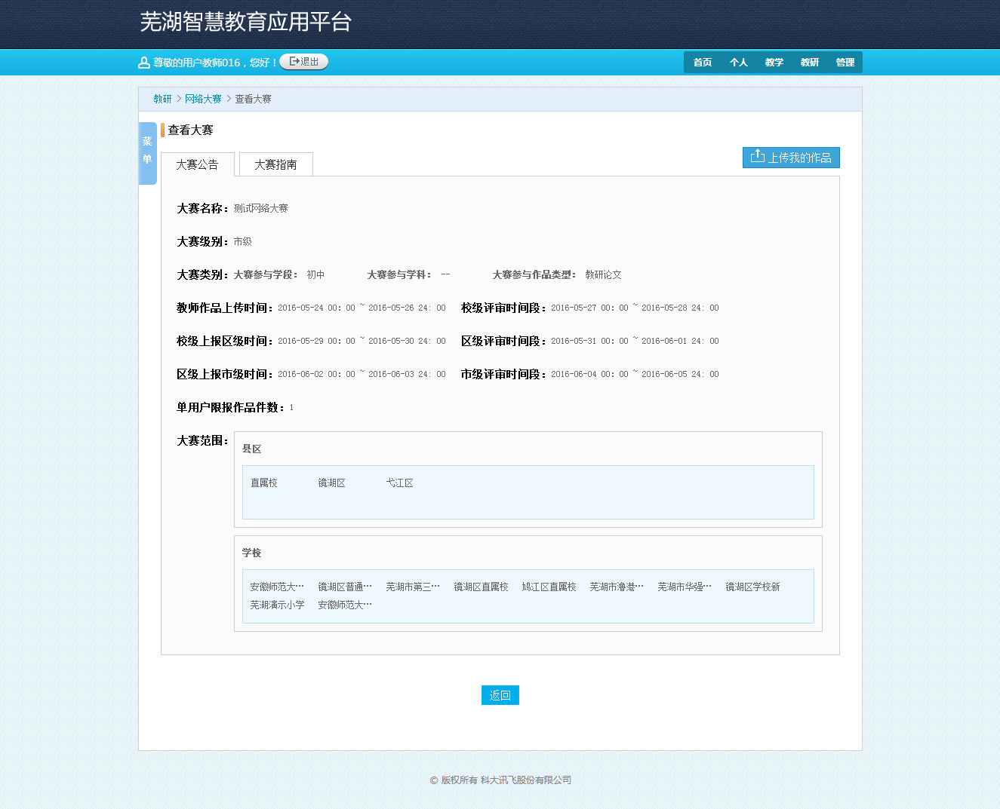 芜湖智慧教育应用平台
尊敬的用户教师016，您好！ 退出 首页 个人 教学 教研 管理
教研 > 网络大赛 > 查看大赛
菜单
查看大赛
大赛公告 大赛指南 上传我的作品
大赛名称：测试网络大赛
大赛级别：市级
大赛类别：大赛参与学段： 初中 大赛参与学科： -- 大赛参与作品类型： 教研论文
教师作品上传时间：2016-05-24 00: 00 ~ 2016-05-26 24: 00 校级评审时间段：2016-05-27 00: 00 ~ 2016-05-28 24: 00
校级上报区级时间：2016-05-29 00: 00 ~ 2016-05-30 24: 00 区级评审时间段：2016-05-31 00: 00 ~ 2016-06-01 24: 00
区级上报市级时间：2016-06-02 00: 00 ~ 2016-06-03 24: 00 市级评审时间段：2016-06-04 00: 00 ~ 2016-06-05 24: 00
单用户限报作品件数：1
大赛范围：
县区
直属校 镜湖区 弋江区
学校
安徽师范大… 镜湖区普通… 芜湖市第三… 镜湖区直属校 鸠江区直属校 芜湖市澛港… 芜湖市华强… 镜湖区学校新
芜湖演示小学 安徽师范大…
返回
© 版权所有 科大讯飞股份有限公司